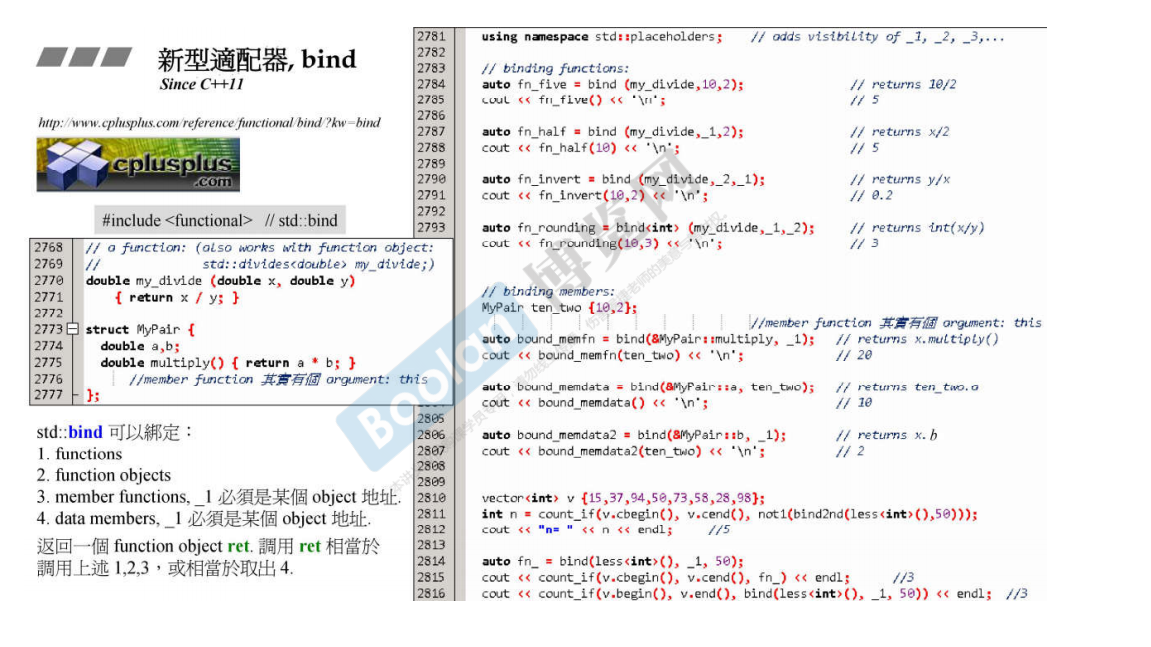 新型適配器, bind
Since C++11
http://www.cplusplus.com/reference/functional/bind/?kw=bind
cplusplus
.com
#include <functional> // std::bind
2768 // a function: (also works with function object:
2769 // std::divides<double> my_divide;)
2770 double my_divide (double x, double y)
2771 { return x / y; }
2772
2773 struct MyPair {
2774 double a,b;
2775 double multiply() { return a * b; }
2776 //member function 其實有個 argument: this
2777 };
std::bind 可以綁定：
1. functions
2. function objects
3. member functions, _1 必須是某個 object 地址.
4. data members, _1 必須是某個 object 地址.
返回一個 function object ret. 調用 ret 相當於
調用上述 1,2,3，或相當於取出 4.
2781 using namespace std::placeholders; // adds visibility of _1, _2, _3,...
2782
2783 // binding functions:
2784 auto fn_five = bind (my_divide,10,2); // returns 10/2
2785 cout << fn_five() << '\n'; // 5
2786
2787 auto fn_half = bind (my_divide,_1,2); // returns x/2
2788 cout << fn_half(10) << '\n'; // 5
2789
2790 auto fn_invert = bind (my_divide,_2,_1); // returns y/x
2791 cout << fn_invert(10,2) << '\n'; // 0.2
2792
2793 auto fn_rounding = bind<int> (my_divide,_1,_2); // returns int(x/y)
cout << fn_rounding(10,3) << '\n'; // 3
// binding members:
MyPair ten_two {10,2};
//member function 其實有個 argument: this
auto bound_memfn = bind(&MyPair::multiply, _1); // returns x.multiply()
cout << bound_memfn(ten_two) << '\n'; // 20
auto bound_memdata = bind(&MyPair::a, ten_two); // returns ten_two.a
cout << bound_memdata() << '\n'; // 10
2805
2806 auto bound_memdata2 = bind(&MyPair::b, _1); // returns x.b
2807 cout << bound_memdata2(ten_two) << '\n'; // 2
2808
2809
2810 vector<int> v {15,37,94,50,73,58,28,98};
2811 int n = count_if(v.cbegin(), v.cend(), not1(bind2nd(less<int>(),50)));
2812 cout << "n= " << n << endl; //5
2813
2814 auto fn_ = bind(less<int>(), _1, 50);
2815 cout << count_if(v.cbegin(), v.cend(), fn_) << endl; //3
2816 cout << count_if(v.begin(), v.end(), bind(less<int>(), _1, 50)) << endl; //3
Boolan 博览网